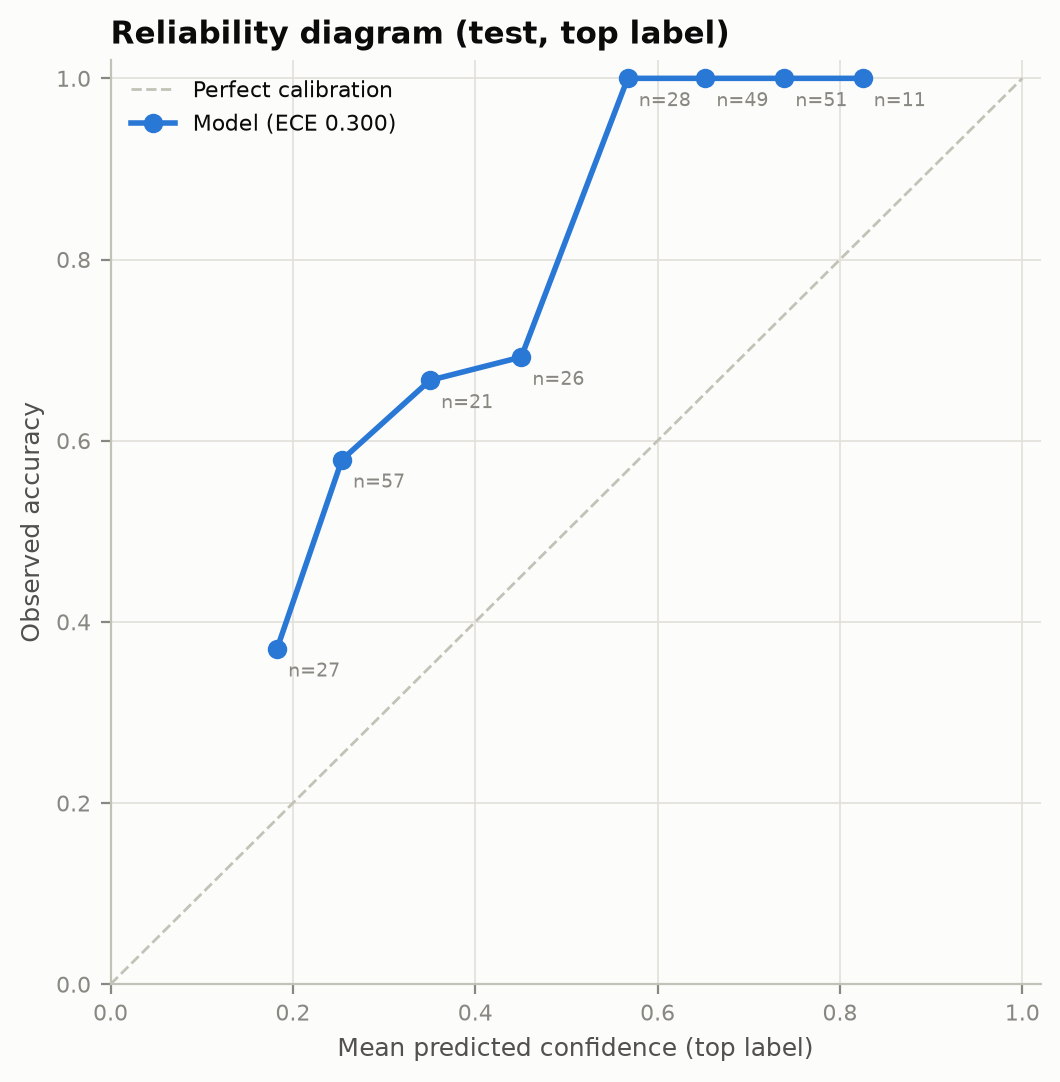 Reliability diagram (test, top label)
1.0
0.8
0.6
0.4
0.2
0.0
Observed accuracy
Perfect calibration
Model (ECE 0.300)
n=28 n=49 n=51 n=11
n=26
n=21
n=57
n=27
0.0 0.2 0.4 0.6 0.8 1.0
Mean predicted confidence (top label)